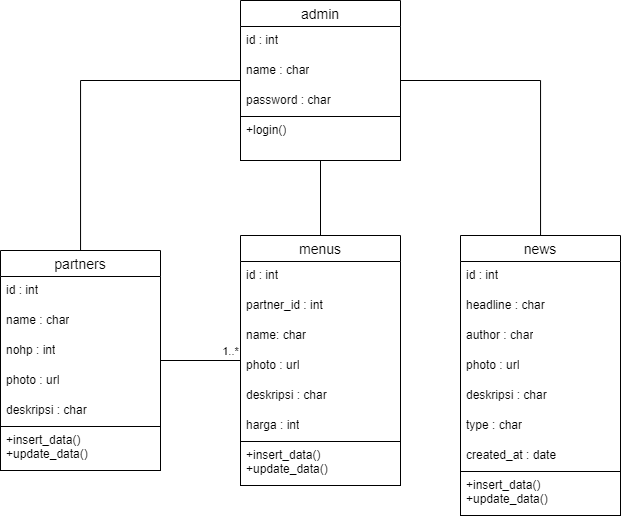 admin
id : int
name : char
password : char
+login()
partners
id : int
name : char
nohp : int
photo : url
deskripsi : char
+insert_data()
+update_data()
1..*
menus
id : int
partner_id : int
name: char
photo : url
deskripsi : char
harga : int
+insert_data()
+update_data()
news
id : int
headline : char
author : char
photo : url
deskripsi : char
type : char
created_at : date
+insert_data()
+update_data()